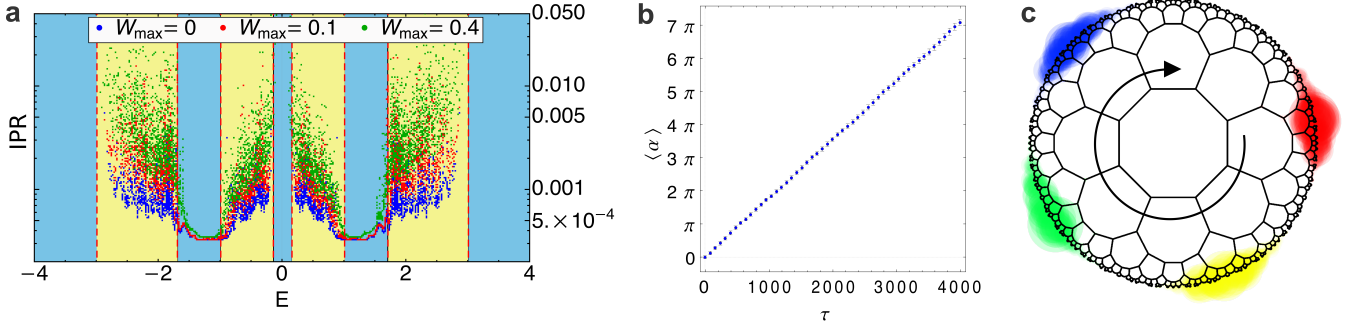 a
W_max = 0 W_max = 0.1 W_max = 0.4
0.050
0.010
0.005
0.001
5. × 10⁻⁴
IPR
−4 −2 0 2 4
E
b
7 π
6 π
5 π
4 π
3 π
2 π
π
0
⟨α⟩
0 1000 2000 3000 4000
τ
c